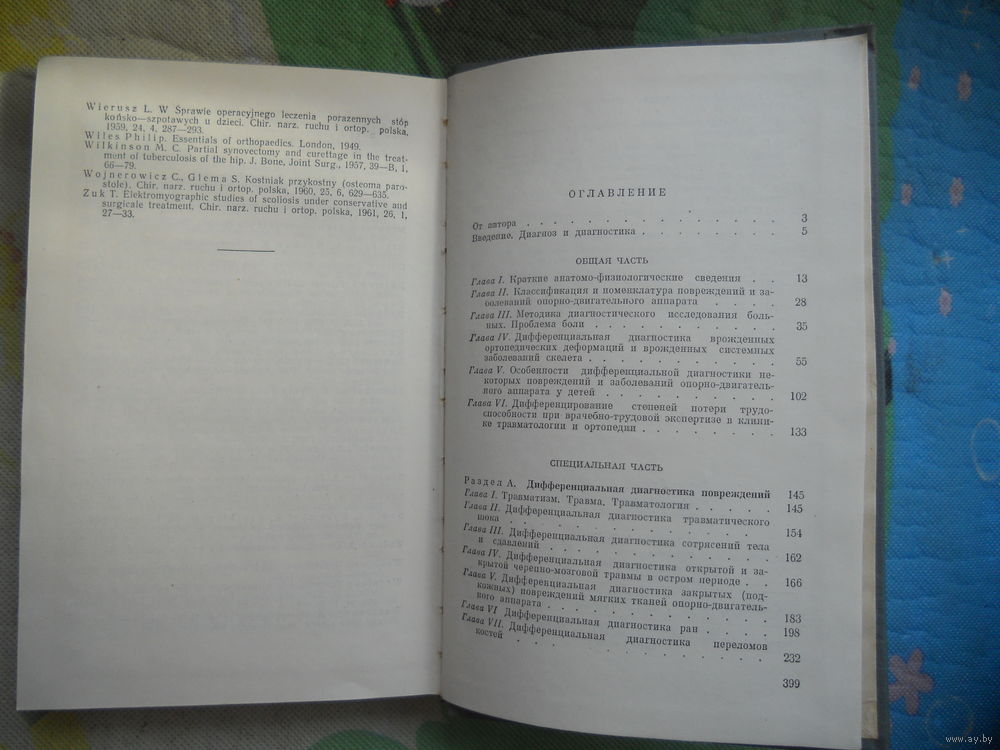 Wierusz L. W Sprawie operacyjnego leczenia porazennych stóp
końsko—szpotawych u dzieci. Chir. narz. ruchu i ortop. polska,
1959, 24, 4, 287—293.
Wiles Philip. Essentials of orthopaedics. London, 1949.
Wilkinson M. C. Partial synovectomy and curettage in the treat-
ment of tuberculosis of the hip. J. Bone, Joint Surg., 1957, 39—B, 1,
66—79.
Wojnerowicz C., Glema S. Kostniak przykostny (osteoma paro-
stole). Chir. narz. ruchu i ortop. polska, 1960, 25, 6, 629—635.
Zuk T. Elektromyographic studies of scoliosis under conservative and
surgicale treatment. Chir. narz. ruchu i ortop. polska, 1961, 26, 1,
27—33.
ОГЛАВЛЕНИЕ
От автора . . . . . . . . . . . . . 3
Введение. Диагноз и диагностика . . . . . . . 5
ОБЩАЯ ЧАСТЬ
Глава I. Краткие анатомо-физиологические сведения . . 13
Глава II. Классификация и номенклатура повреждений и за-
болеваний опорно-двигательного аппарата . . . . 28
Глава III. Методика диагностического исследования боль-
ных. Проблема боли . . . . . . . . . . . 35
Глава IV. Дифференциальная диагностика врожденных
ортопедических деформаций и врожденных системных
заболеваний скелета . . . . . . . . . . . 55
Глава V. Особенности дифференциальной диагностики не-
которых повреждений и заболеваний опорно-двигатель-
ного аппарата у детей . . . . . . . . . . 102
Глава VI. Дифференцирование степеней потери трудо-
способности при врачебно-трудовой экспертизе в клини-
ке травматологии и ортопедии . . . . . . . . 133
СПЕЦИАЛЬНАЯ ЧАСТЬ
Раздел А. Дифференциальная диагностика повреждений 145
Глава I. Травматизм. Травма. Травматология . . . . . 145
Глава II. Дифференциальная диагностика травматического
шока . . . . . . . . . . . . . 154
Глава III. Дифференциальная диагностика сотрясений тела
и сдавлений . . . . . . . . . . . . 162
Глава IV. Дифференциальная диагностика открытой и за-
крытой черепно-мозговой травмы в остром периоде . . 166
Глава V. Дифференциальная диагностика закрытых (под-
кожных) повреждений мягких тканей опорно-двигатель-
ного аппарата . . . . . . . . . . . . 183
Глава VI Дифференциальная диагностика ран . . . . 198
Глава VII. Дифференциальная диагностика переломов
костей . . . . . . . . . . . . . 232
399
www.ay.by